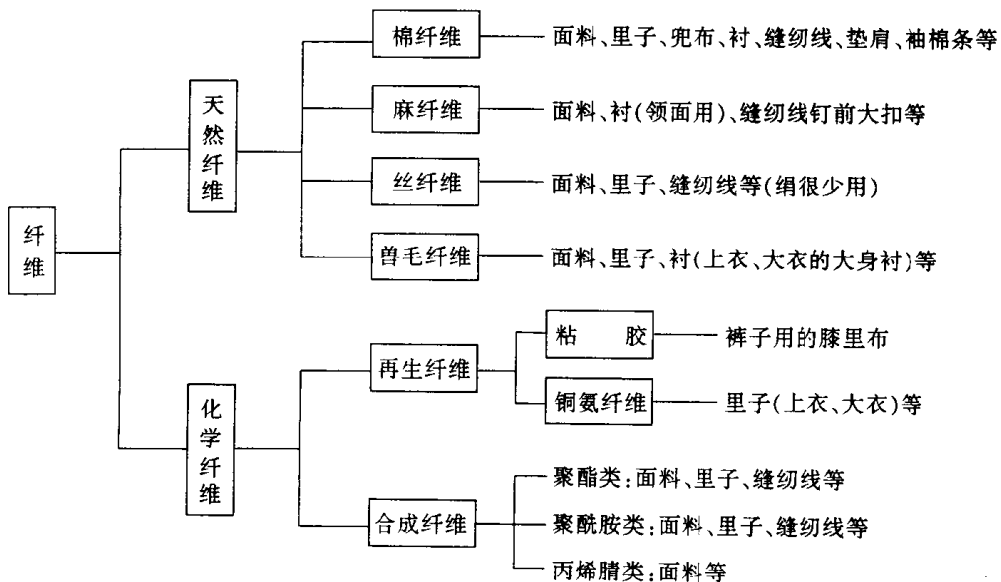 纤维
天然纤维
棉纤维
面料、里子、兜布、衬、缝纫线、垫肩、袖棉条等
麻纤维
面料、衬(领面用)、缝纫线钉前大扣等
丝纤维
面料、里子、缝纫线等(绢很少用)
兽毛纤维
面料、里子、衬(上衣、大衣的大身衬)等
化学纤维
再生纤维
粘胶
裤子用的膝里布
铜氨纤维
里子(上衣、大衣)等
合成纤维
聚酯类:面料、里子、缝纫线等
聚酰胺类:面料、里子、缝纫线等
丙烯腈类:面料等